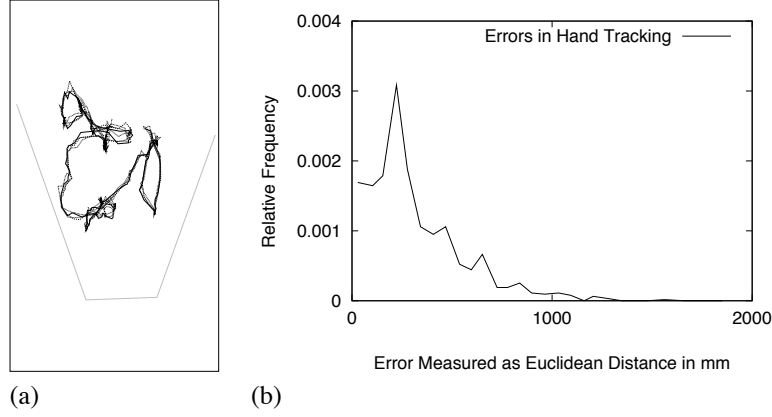 0.004
0.003
0.002
0.001
0
Relative Frequency
Errors in Hand Tracking
0 1000 2000
Error Measured as Euclidean Distance in mm
(a) (b)